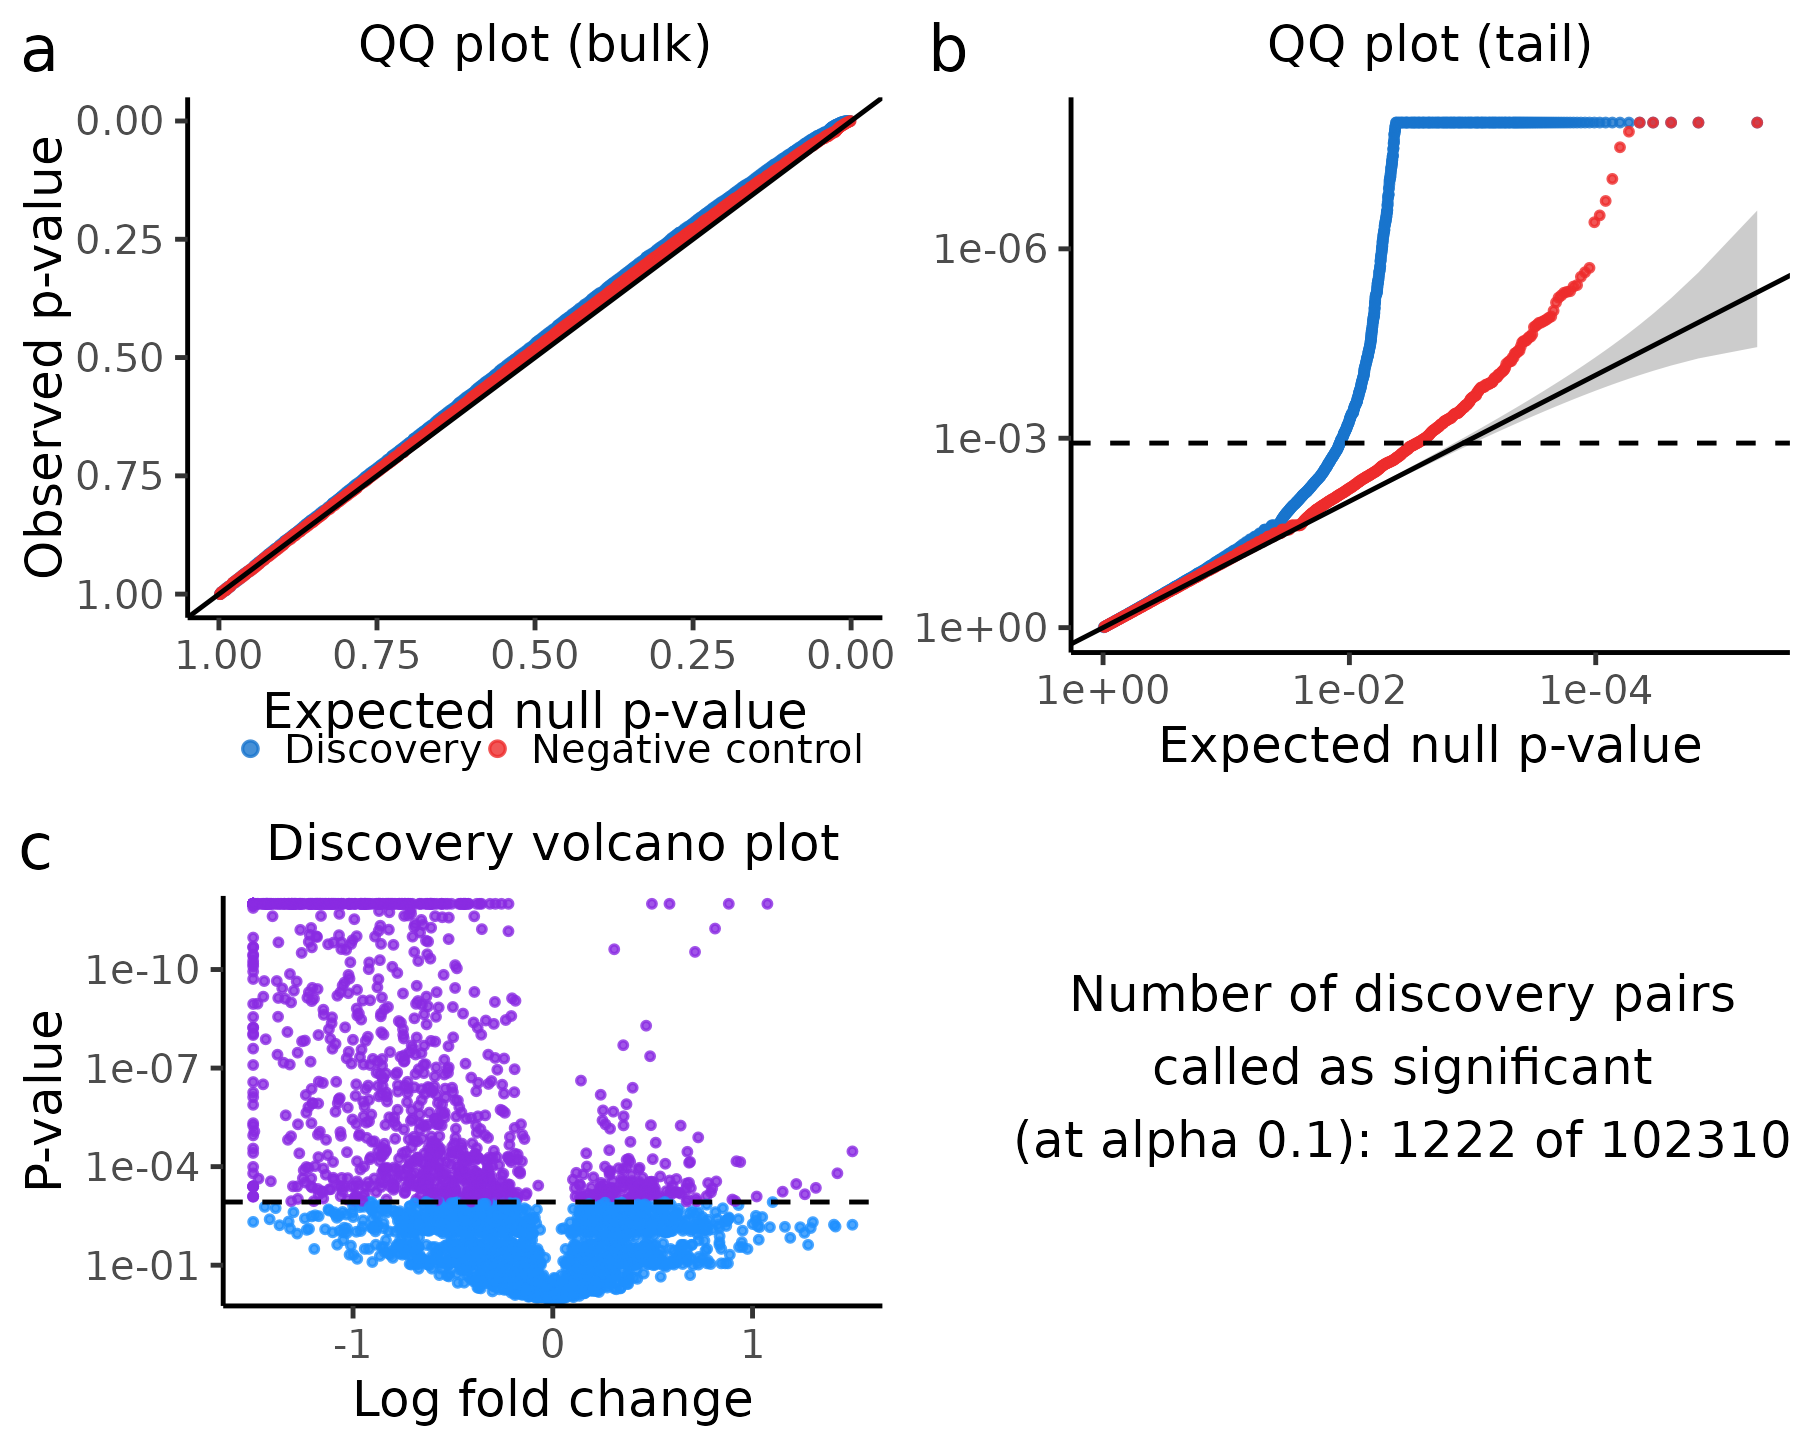 a
QQ plot (bulk)
Observed p-value
0.00
0.25
0.50
0.75
1.00
1.00 0.75 0.50 0.25 0.00
Expected null p-value
Discovery Negative control
b
QQ plot (tail)
1e-06
1e-03
1e+00
1e+00 1e-02 1e-04
Expected null p-value
c
Discovery volcano plot
P-value
1e-10
1e-07
1e-04
1e-01
-1 0 1
Log fold change
Number of discovery pairs
called as significant
(at alpha 0.1): 1222 of 102310